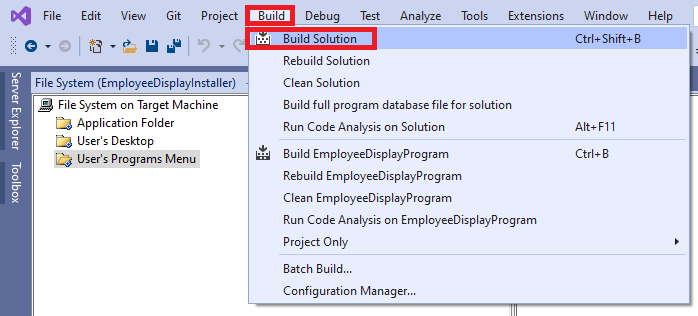 File Edit View Git Project Build Debug Test Analyze Tools Extensions Window Help
Build Solution Ctrl+Shift+B
Rebuild Solution
Clean Solution
Build full program database file for solution
Run Code Analysis on Solution Alt+F11
Build EmployeeDisplayProgram Ctrl+B
Rebuild EmployeeDisplayProgram
Clean EmployeeDisplayProgram
Run Code Analysis on EmployeeDisplayProgram
Project Only
Batch Build...
Configuration Manager...
Server Explorer
Toolbox
File System (EmployeeDisplayInstaller)
File System on Target Machine
Application Folder
User's Desktop
User's Programs Menu